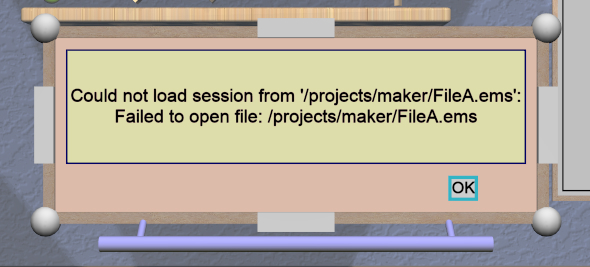 Could not load session from '/projects/maker/FileA.ems':
Failed to open file: /projects/maker/FileA.ems
OK